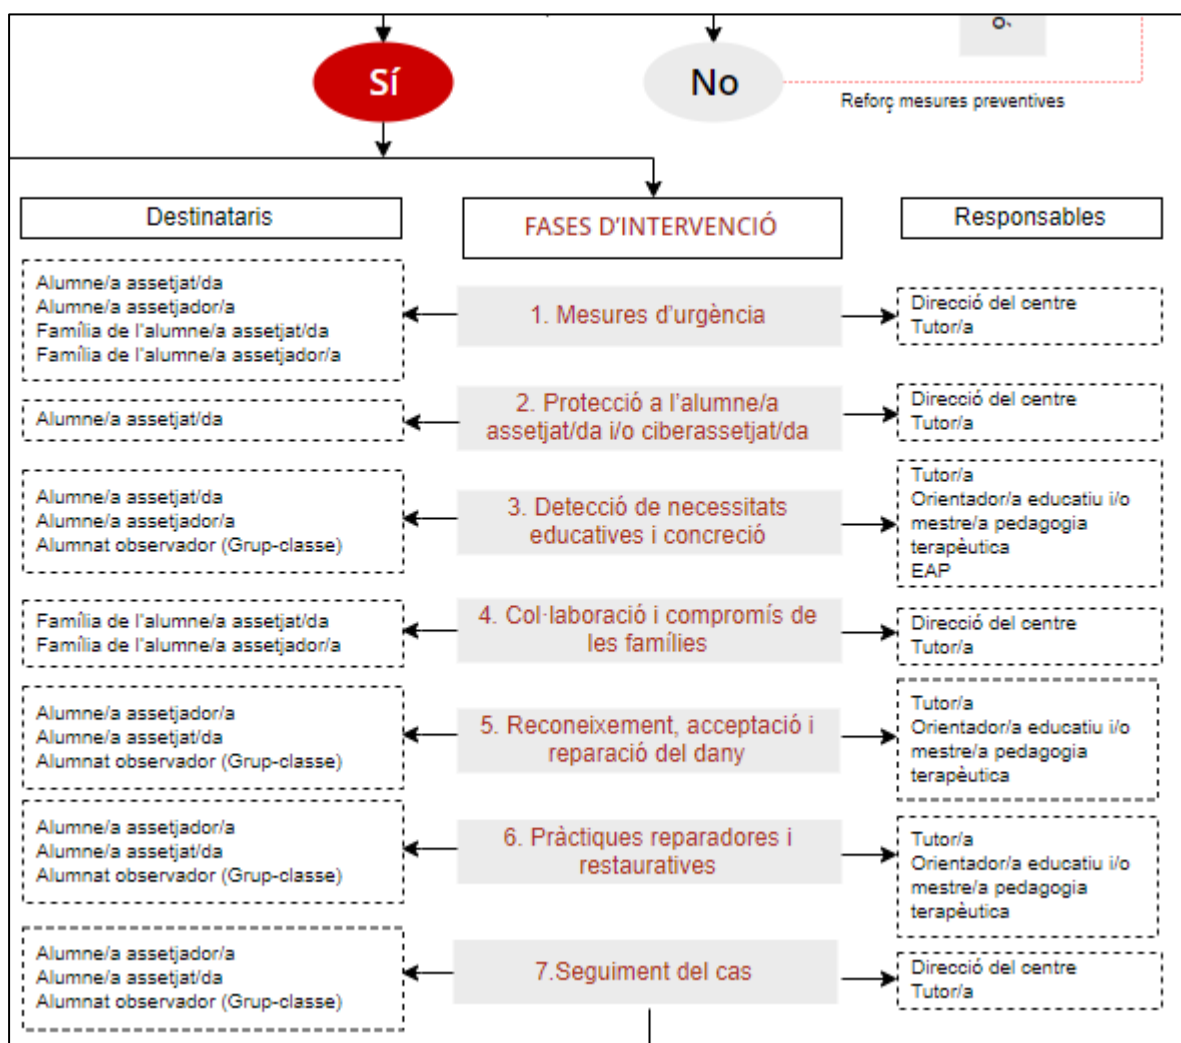 Sí
No
Reforç mesures preventives
Destinataris
FASES D'INTERVENCIÓ
Responsables
Alumne/a assetjat/da
Alumne/a assetjador/a
Família de l'alumne/a assetjat/da
Família de l'alumne/a assetjador/a
1. Mesures d'urgència
Direcció del centre
Tutor/a
Alumne/a assetjat/da
2. Protecció a l'alumne/a
assetjat/da i/o ciberassetjat/da
Direcció del centre
Tutor/a
Alumne/a assetjat/da
Alumne/a assetjador/a
Alumnat observador (Grup-classe)
3. Detecció de necessitats
educatives i concreció
Tutor/a
Orientador/a educatiu i/o
mestre/a pedagogia
terapèutica
EAP
Família de l'alumne/a assetjat/da
Família de l'alumne/a assetjador/a
4. Col·laboració i compromís de
les famílies
Direcció del centre
Tutor/a
Alumne/a assetjador/a
Alumne/a assetjat/da
Alumnat observador (Grup-classe)
5. Reconeixement, acceptació i
reparació del dany
Tutor/a
Orientador/a educatiu i/o
mestre/a pedagogia
terapèutica
Alumne/a assetjador/a
Alumne/a assetjat/da
Alumnat observador (Grup-classe)
6. Pràctiques reparadores i
restauratives
Tutor/a
Orientador/a educatiu i/o
mestre/a pedagogia
terapèutica
Alumne/a assetjador/a
Alumne/a assetjat/da
Alumnat observador (Grup-classe)
7.Seguiment del cas
Direcció del centre
Tutor/a